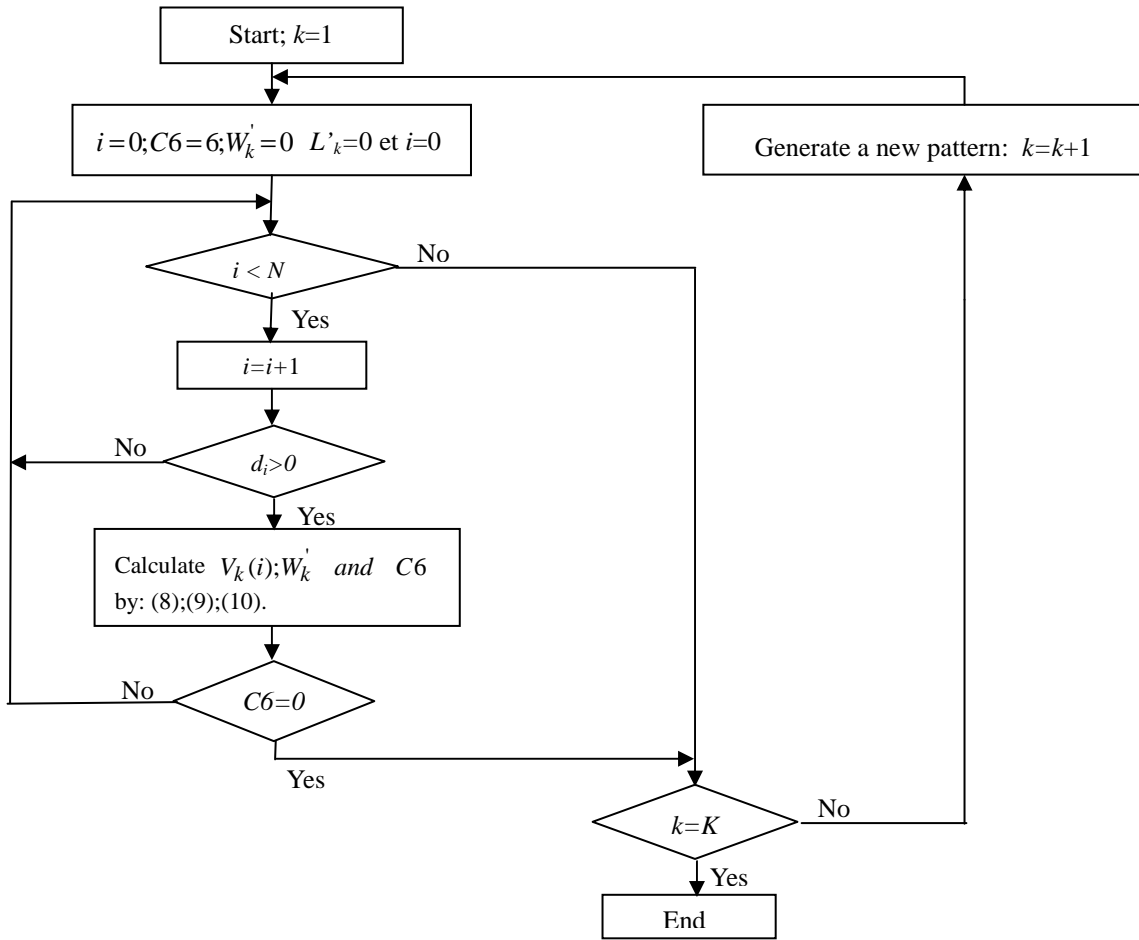 Start; k=1
i=0;C6=6;W'k=0 L'k=0 et i=0
Generate a new pattern: k=k+1
i < N
No
Yes
i=i+1
No
di>0
Yes
Calculate Vk(i);W'k and C6
by: (8);(9);(10).
No
C6=0
Yes
k=K
No
Yes
End